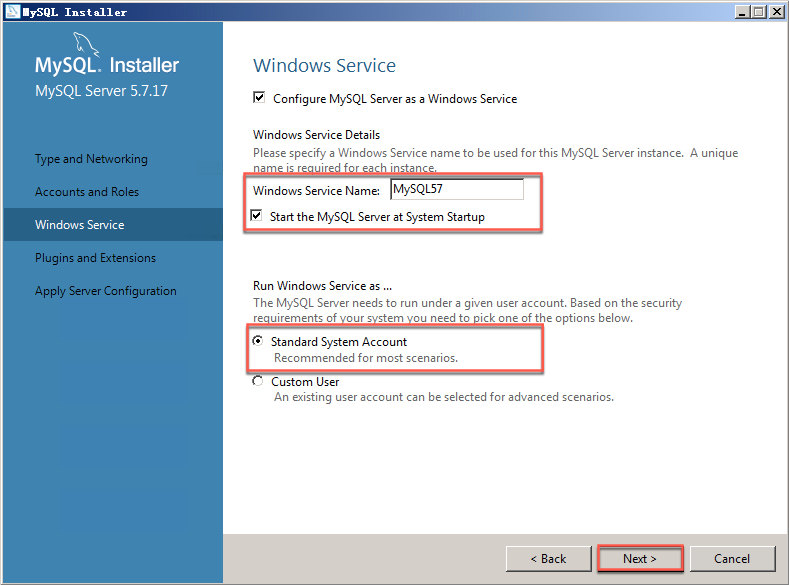 MySQL Installer
MySQL. Installer
MySQL Server 5.7.17
Type and Networking
Accounts and Roles
Windows Service
Plugins and Extensions
Apply Server Configuration
Windows Service
Configure MySQL Server as a Windows Service
Windows Service Details
Please specify a Windows Service name to be used for this MySQL Server instance. A unique
name is required for each instance.
Windows Service Name: MySQL57
Start the MySQL Server at System Startup
Run Windows Service as ...
The MySQL Server needs to run under a given user account. Based on the security
requirements of your system you need to pick one of the options below.
Standard System Account
Recommended for most scenarios.
Custom User
An existing user account can be selected for advanced scenarios.
< Back Next > Cancel